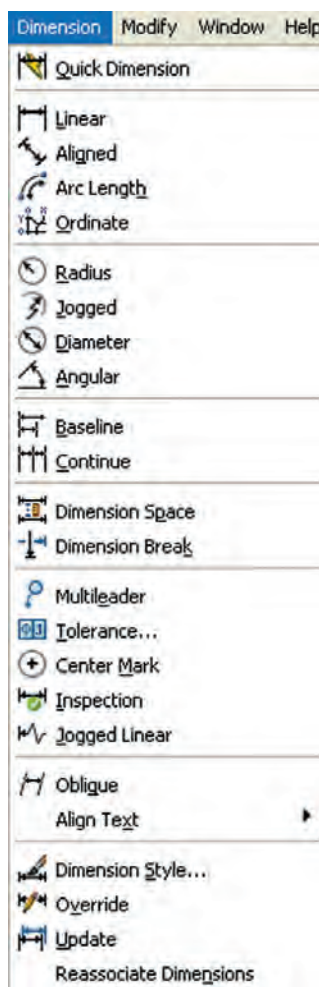 Dimension Modify Window Help
Quick Dimension
Linear
Aligned
Arc Length
Ordinate
Radius
Jogged
Diameter
Angular
Baseline
Continue
Dimension Space
Dimension Break
Multileader
Tolerance...
Center Mark
Inspection
Jogged Linear
Oblique
Align Text
Dimension Style...
Override
Update
Reassociate Dimensions